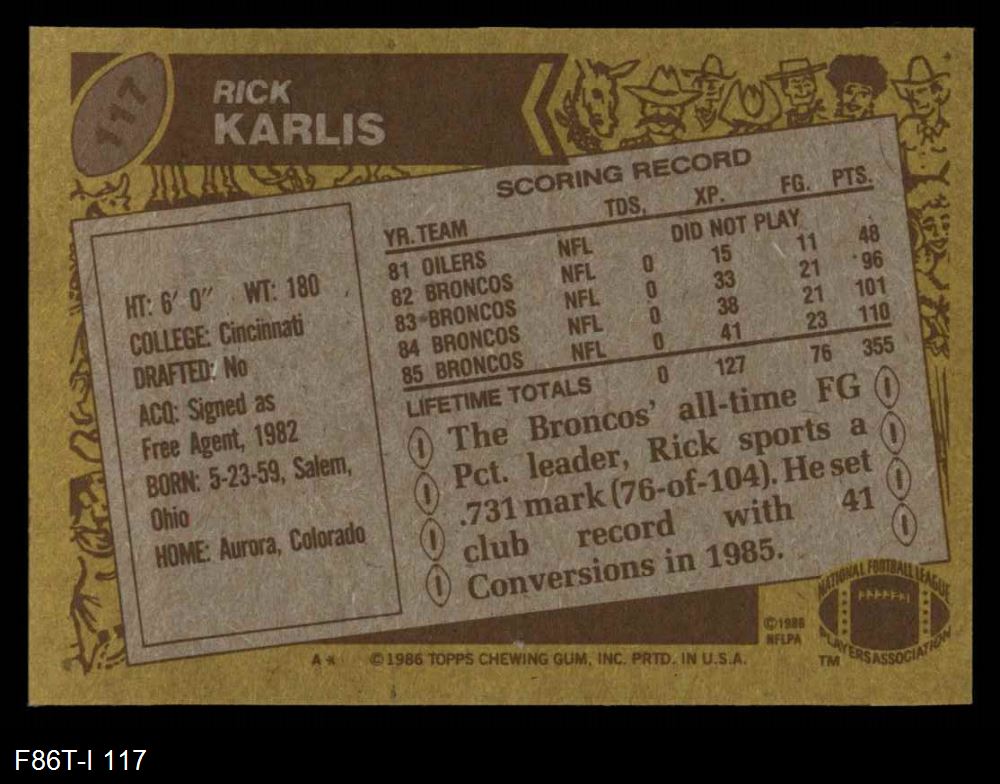 117
RICK
KARLIS
SCORING RECORD
YR. TEAM TDS. XP. FG. PTS.
81 OILERS NFL DID NOT PLAY
82 BRONCOS NFL 0 15 11 48
83 BRONCOS NFL 0 33 21 96
84 BRONCOS NFL 0 38 21 101
85 BRONCOS NFL 0 41 23 110
LIFETIME TOTALS 0 127 76 355
HT: 6' 0" WT: 180
COLLEGE: Cincinnati
DRAFTED: No
ACQ: Signed as
Free Agent, 1982
BORN: 5-23-59, Salem,
Ohio
HOME: Aurora, Colorado
The Broncos' all-time FG
Pct. leader, Rick sports a
.731 mark (76-of-104). He set
club record with 41
Conversions in 1985.
NATIONAL FOOTBALL LEAGUE
PLAYERS ASSOCIATION
TM
©1986
NFLPA
A* ©1986 TOPPS CHEWING GUM, INC. PRTD. IN U.S.A.
F86T-I 117